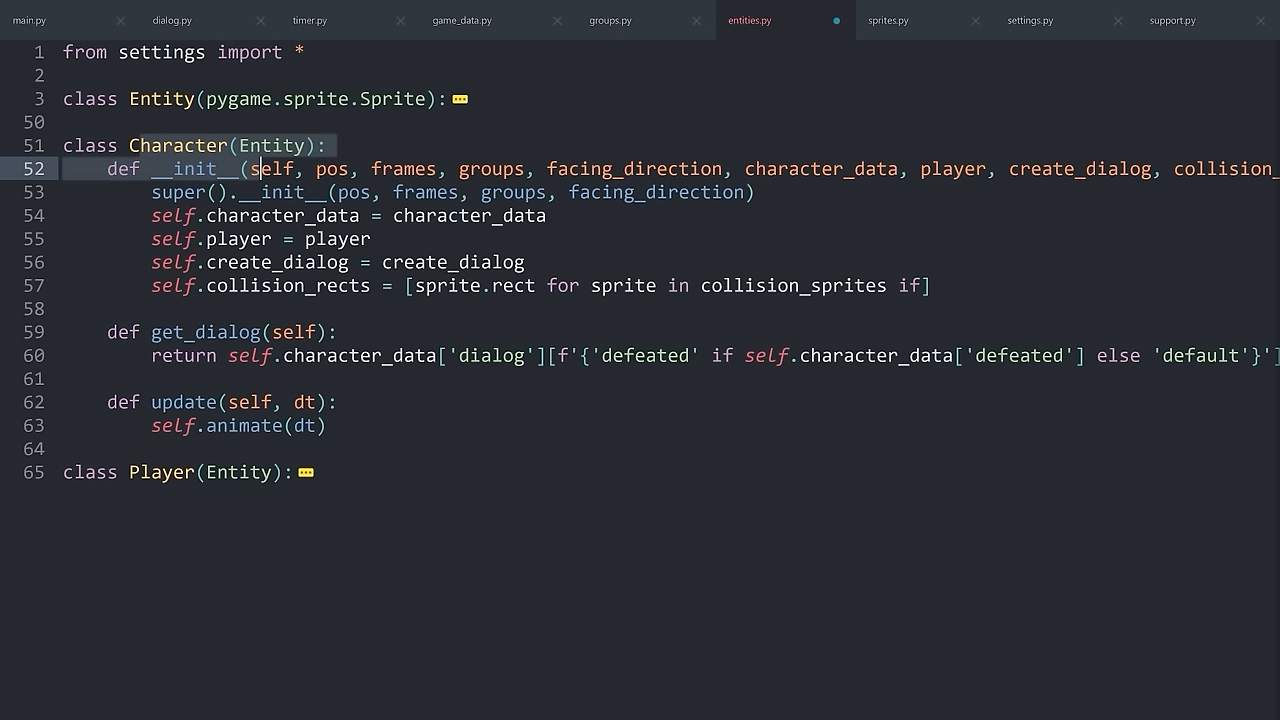 main.py dialog.py timer.py game_data.py groups.py entities.py sprites.py settings.py support.py
1 from settings import *
2
3 class Entity(pygame.sprite.Sprite):
50
51 class Character(Entity):
52     def __init__(self, pos, frames, groups, facing_direction, character_data, player, create_dialog, collision_
53         super().__init__(pos, frames, groups, facing_direction)
54         self.character_data = character_data
55         self.player = player
56         self.create_dialog = create_dialog
57         self.collision_rects = [sprite.rect for sprite in collision_sprites if]
58
59     def get_dialog(self):
60         return self.character_data['dialog'][f'{'defeated' if self.character_data['defeated'] else 'default'}']
61
62     def update(self, dt):
63         self.animate(dt)
64
65 class Player(Entity):